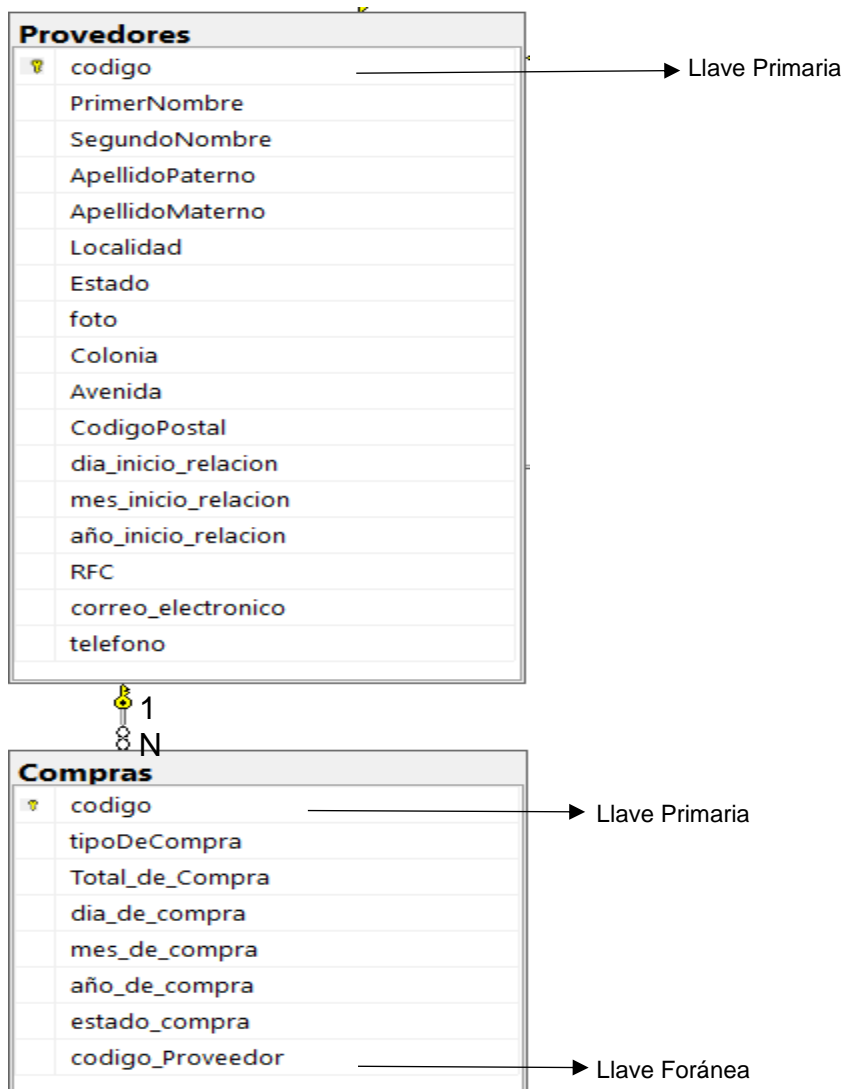 Provedores
codigo
Llave Primaria
PrimerNombre
SegundoNombre
ApellidoPaterno
ApellidoMaterno
Localidad
Estado
foto
Colonia
Avenida
CodigoPostal
dia_inicio_relacion
mes_inicio_relacion
año_inicio_relacion
RFC
correo_electronico
telefono
1
N
Compras
codigo
Llave Primaria
tipoDeCompra
Total_de_Compra
dia_de_compra
mes_de_compra
año_de_compra
estado_compra
codigo_Proveedor
Llave Foránea